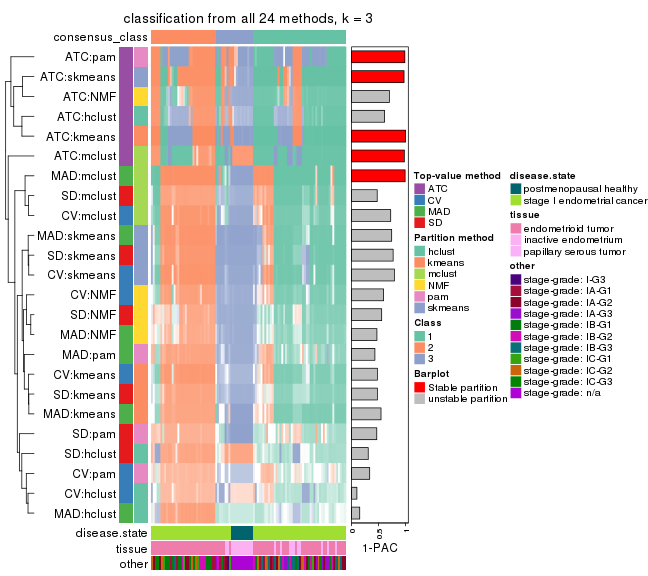 classification from all 24 methods, k = 3
consensus_class
ATC:pam
ATC:skmeans
ATC:NMF
ATC:hclust
ATC:kmeans
ATC:mclust
MAD:mclust
SD:mclust
CV:mclust
MAD:skmeans
SD:skmeans
CV:skmeans
CV:NMF
SD:NMF
MAD:NMF
MAD:pam
CV:kmeans
SD:kmeans
MAD:kmeans
SD:pam
SD:hclust
CV:pam
CV:hclust
MAD:hclust
disease.state
tissue
other
0
0.5
1
1-PAC
Top-value method
ATC
CV
MAD
SD
Partition method
hclust
kmeans
mclust
NMF
pam
skmeans
Class
1
2
3
Barplot
Stable partition
unstable partition
disease.state
postmenopausal healthy
stage I endometrial cancer
tissue
endometrioid tumor
inactive endometrium
papillary serous tumor
other
stage-grade: I-G3
stage-grade: IA-G1
stage-grade: IA-G2
stage-grade: IA-G3
stage-grade: IB-G1
stage-grade: IB-G2
stage-grade: IB-G3
stage-grade: IC-G1
stage-grade: IC-G2
stage-grade: IC-G3
stage-grade: n/a